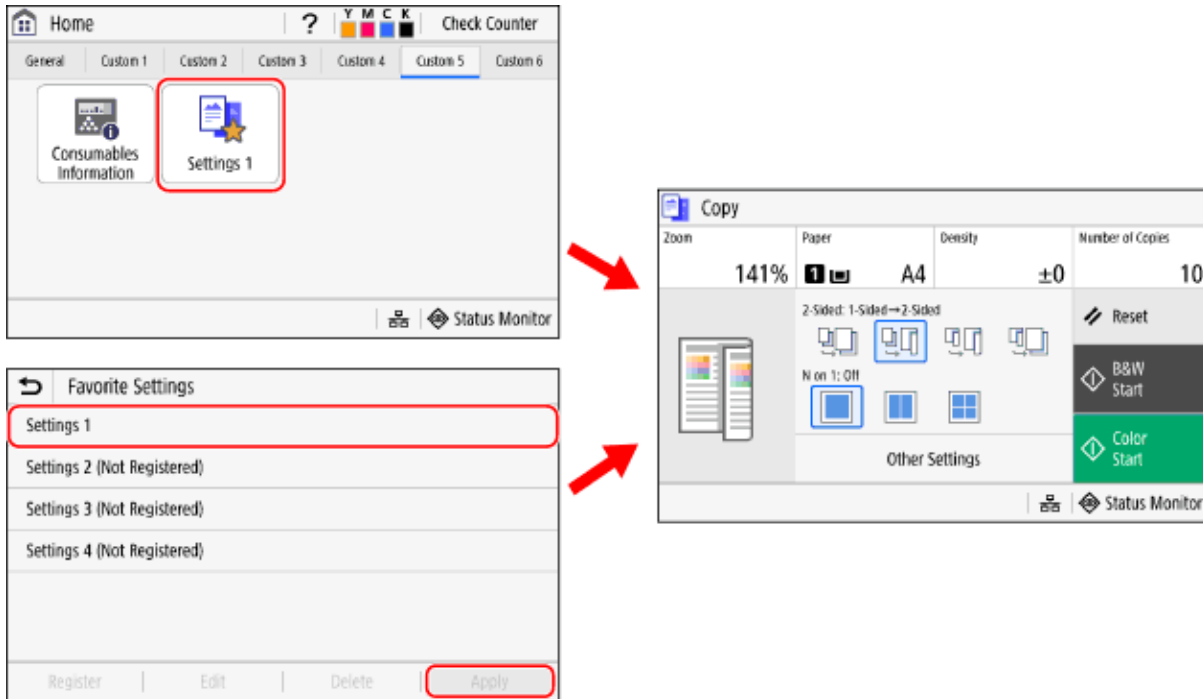 Home
?
Y M C K
Check Counter
General Custom 1 Custom 2 Custom 3 Custom 4 Custom 5 Custom 6
Consumables
Information
Settings 1
Status Monitor
Favorite Settings
Settings 1
Settings 2 (Not Registered)
Settings 3 (Not Registered)
Settings 4 (Not Registered)
Register Edit Delete Apply
Copy
Zoom Paper Density Number of Copies
141% 1 A4 ±0 10
2-Sided: 1-Sided→2-Sided
N on 1: Off
Other Settings
Reset
B&W
Start
Color
Start
Status Monitor